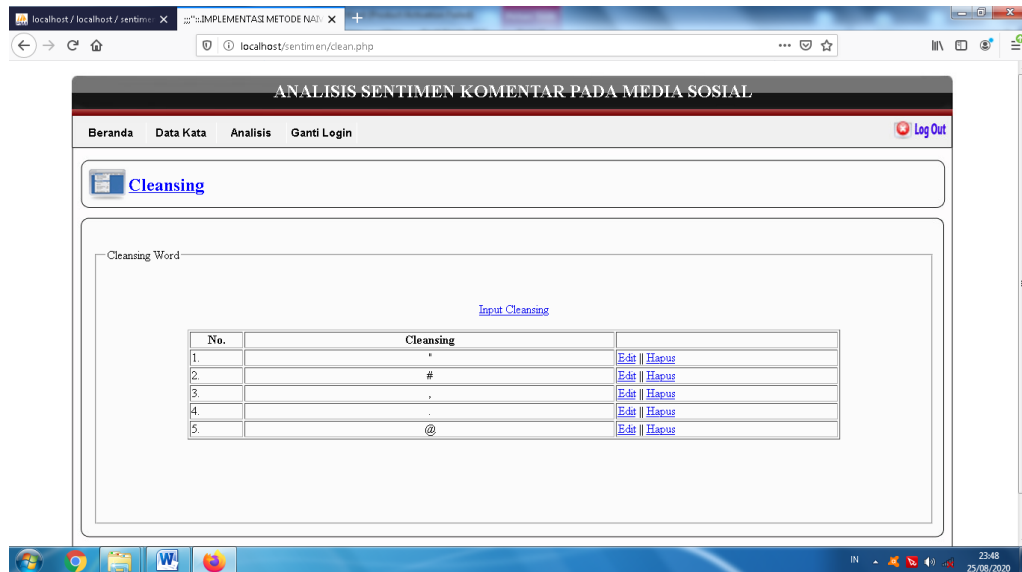 localhost / localhost / sentime
;;;"::.IMPLEMENTASI METODE NAIV
localhost/sentimen/clean.php
ANALISIS SENTIMEN KOMENTAR PADA MEDIA SOSIAL
Beranda Data Kata Analisis Ganti Login Log Out
Cleansing
Cleansing Word
Input Cleansing
No. Cleansing
1. " Edit || Hapus
2. # Edit || Hapus
3. , Edit || Hapus
4. . Edit || Hapus
5. @ Edit || Hapus
IN 23:48
25/08/2020